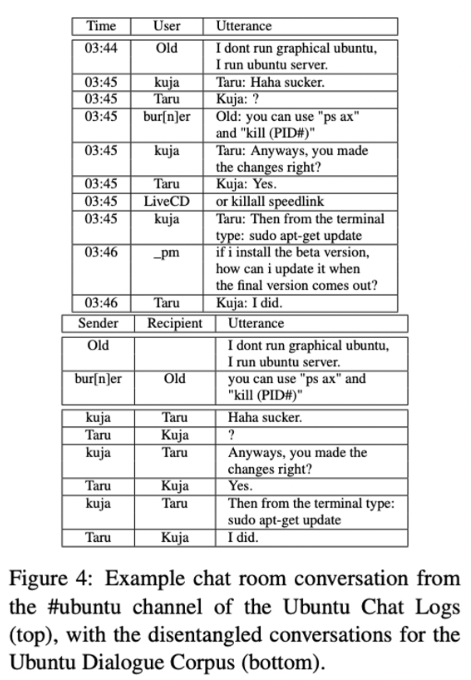 Time User Utterance
03:44 Old I dont run graphical ubuntu,
I run ubuntu server.
03:45 kuja Taru: Haha sucker.
03:45 Taru Kuja: ?
03:45 bur[n]er Old: you can use "ps ax"
and "kill (PID#)"
03:45 kuja Taru: Anyways, you made
the changes right?
03:45 Taru Kuja: Yes.
03:45 LiveCD or killall speedlink
03:45 kuja Taru: Then from the terminal
type: sudo apt-get update
03:46 _pm if i install the beta version,
how can i update it when
the final version comes out?
03:46 Taru Kuja: I did.
Sender Recipient Utterance
Old I dont run graphical ubuntu,
I run ubuntu server.
bur[n]er Old you can use "ps ax" and
"kill (PID#)"
kuja Taru Haha sucker.
Taru Kuja ?
kuja Taru Anyways, you made the
changes right?
Taru Kuja Yes.
kuja Taru Then from the terminal type:
sudo apt-get update
Taru Kuja I did.
Figure 4: Example chat room conversation from
the #ubuntu channel of the Ubuntu Chat Logs
(top), with the disentangled conversations for the
Ubuntu Dialogue Corpus (bottom).